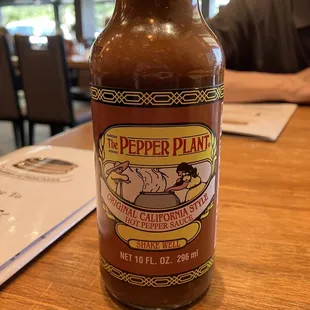 The PEPPER PLANT
ORIGINAL CALIFORNIA STYLE
HOT PEPPER SAUCE
SHAKE WELL
NET 10 FL. OZ. 296 ml